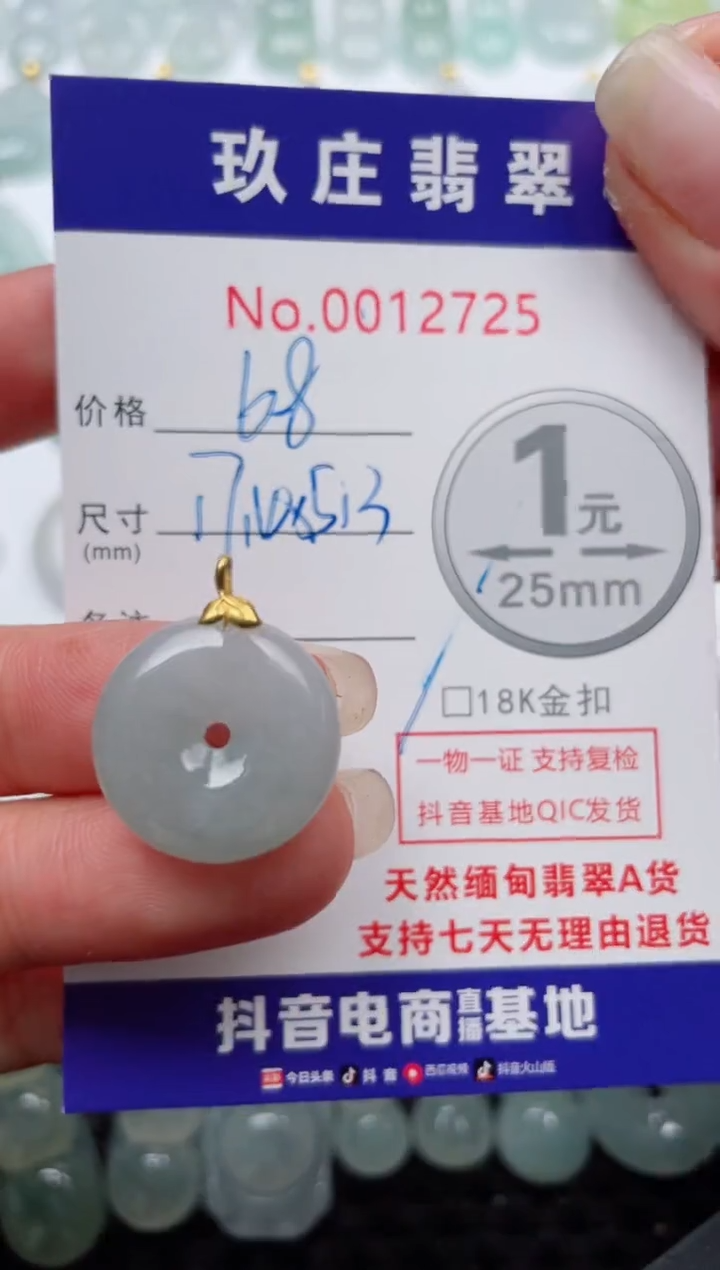 玖庄翡翠
No.0012725
价格 68
尺寸
(mm)
1元
25mm
□18K金扣
一物一证 支持复检
抖音基地QIC发货
天然缅甸翡翠A货
支持七天无理由退货
抖音电商直播基地
今日头条 抖音 西瓜视频 抖音火山版